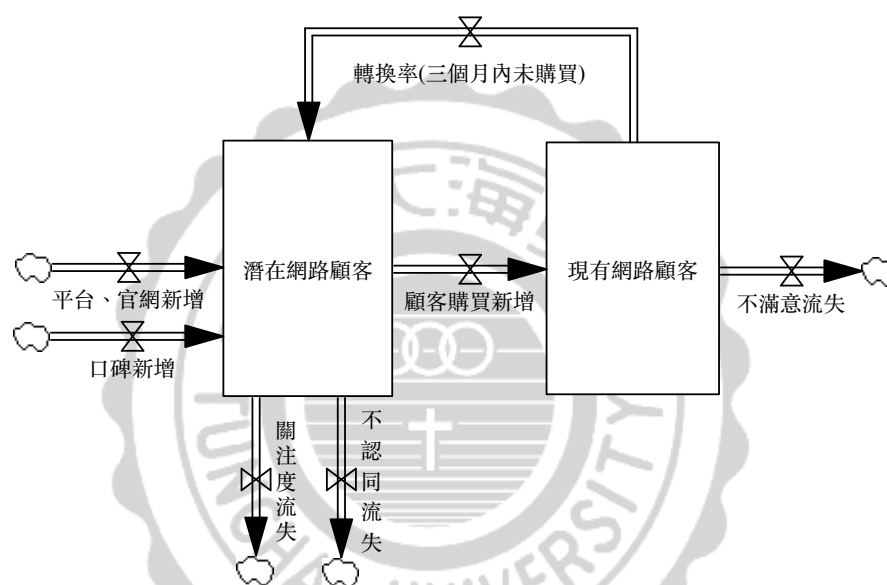 轉換率(三個月內未購買)
潛在網路顧客
現有網路顧客
平台、官網新增
顧客購買新增
不滿意流失
口碑新增
關注度流失
不認同流失